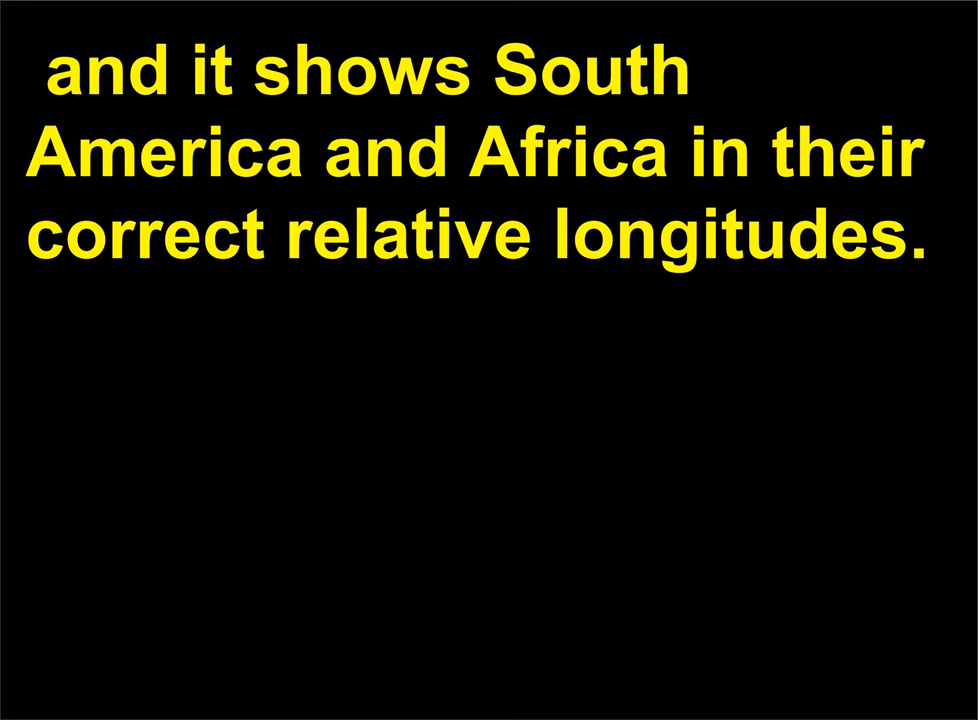 and it shows South
America and Africa in their
correct relative longitudes.